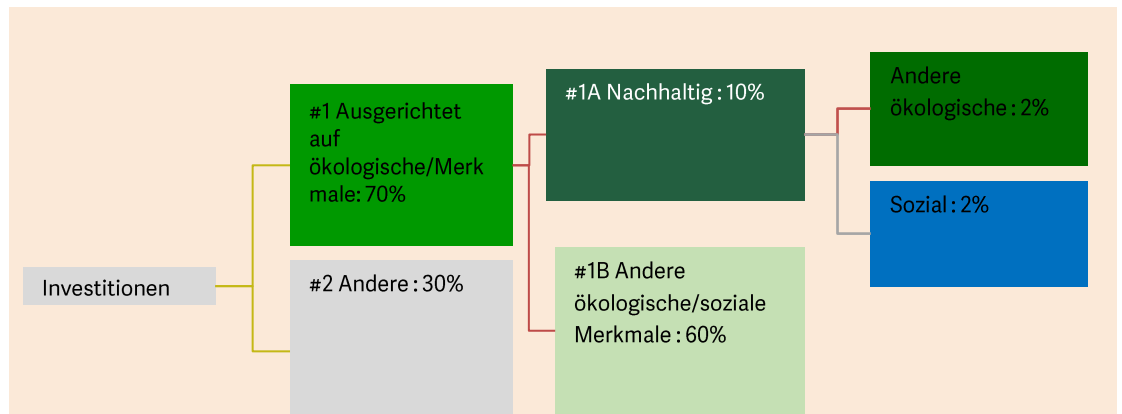 Investitionen
#1 Ausgerichtet
auf
ökologische/Merk
male: 70%
#2 Andere : 30%
#1A Nachhaltig : 10%
#1B Andere
ökologische/soziale
Merkmale : 60%
Andere
ökologische : 2%
Sozial : 2%